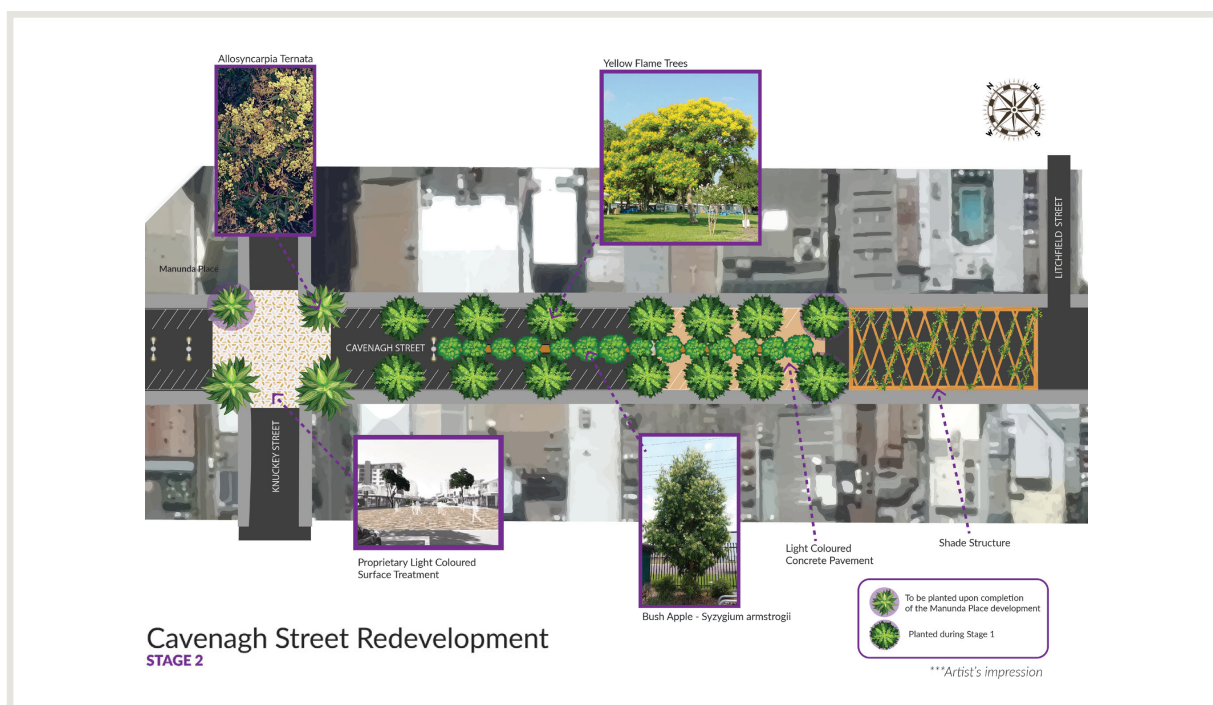 Allosyncarpia Ternata
Yellow Flame Trees
N
E
W
S
Manunda Place
LITCHFIELD STREET
CAVENAGH STREET
KNUCKEY STREET
Proprietary Light Coloured
Surface Treatment
Bush Apple - Syzygium armstrogii
Light Coloured
Concrete Pavement
Shade Structure
To be planted upon completion
of the Manunda Place development
Planted during Stage 1
Cavenagh Street Redevelopment
STAGE 2
***Artist's impression